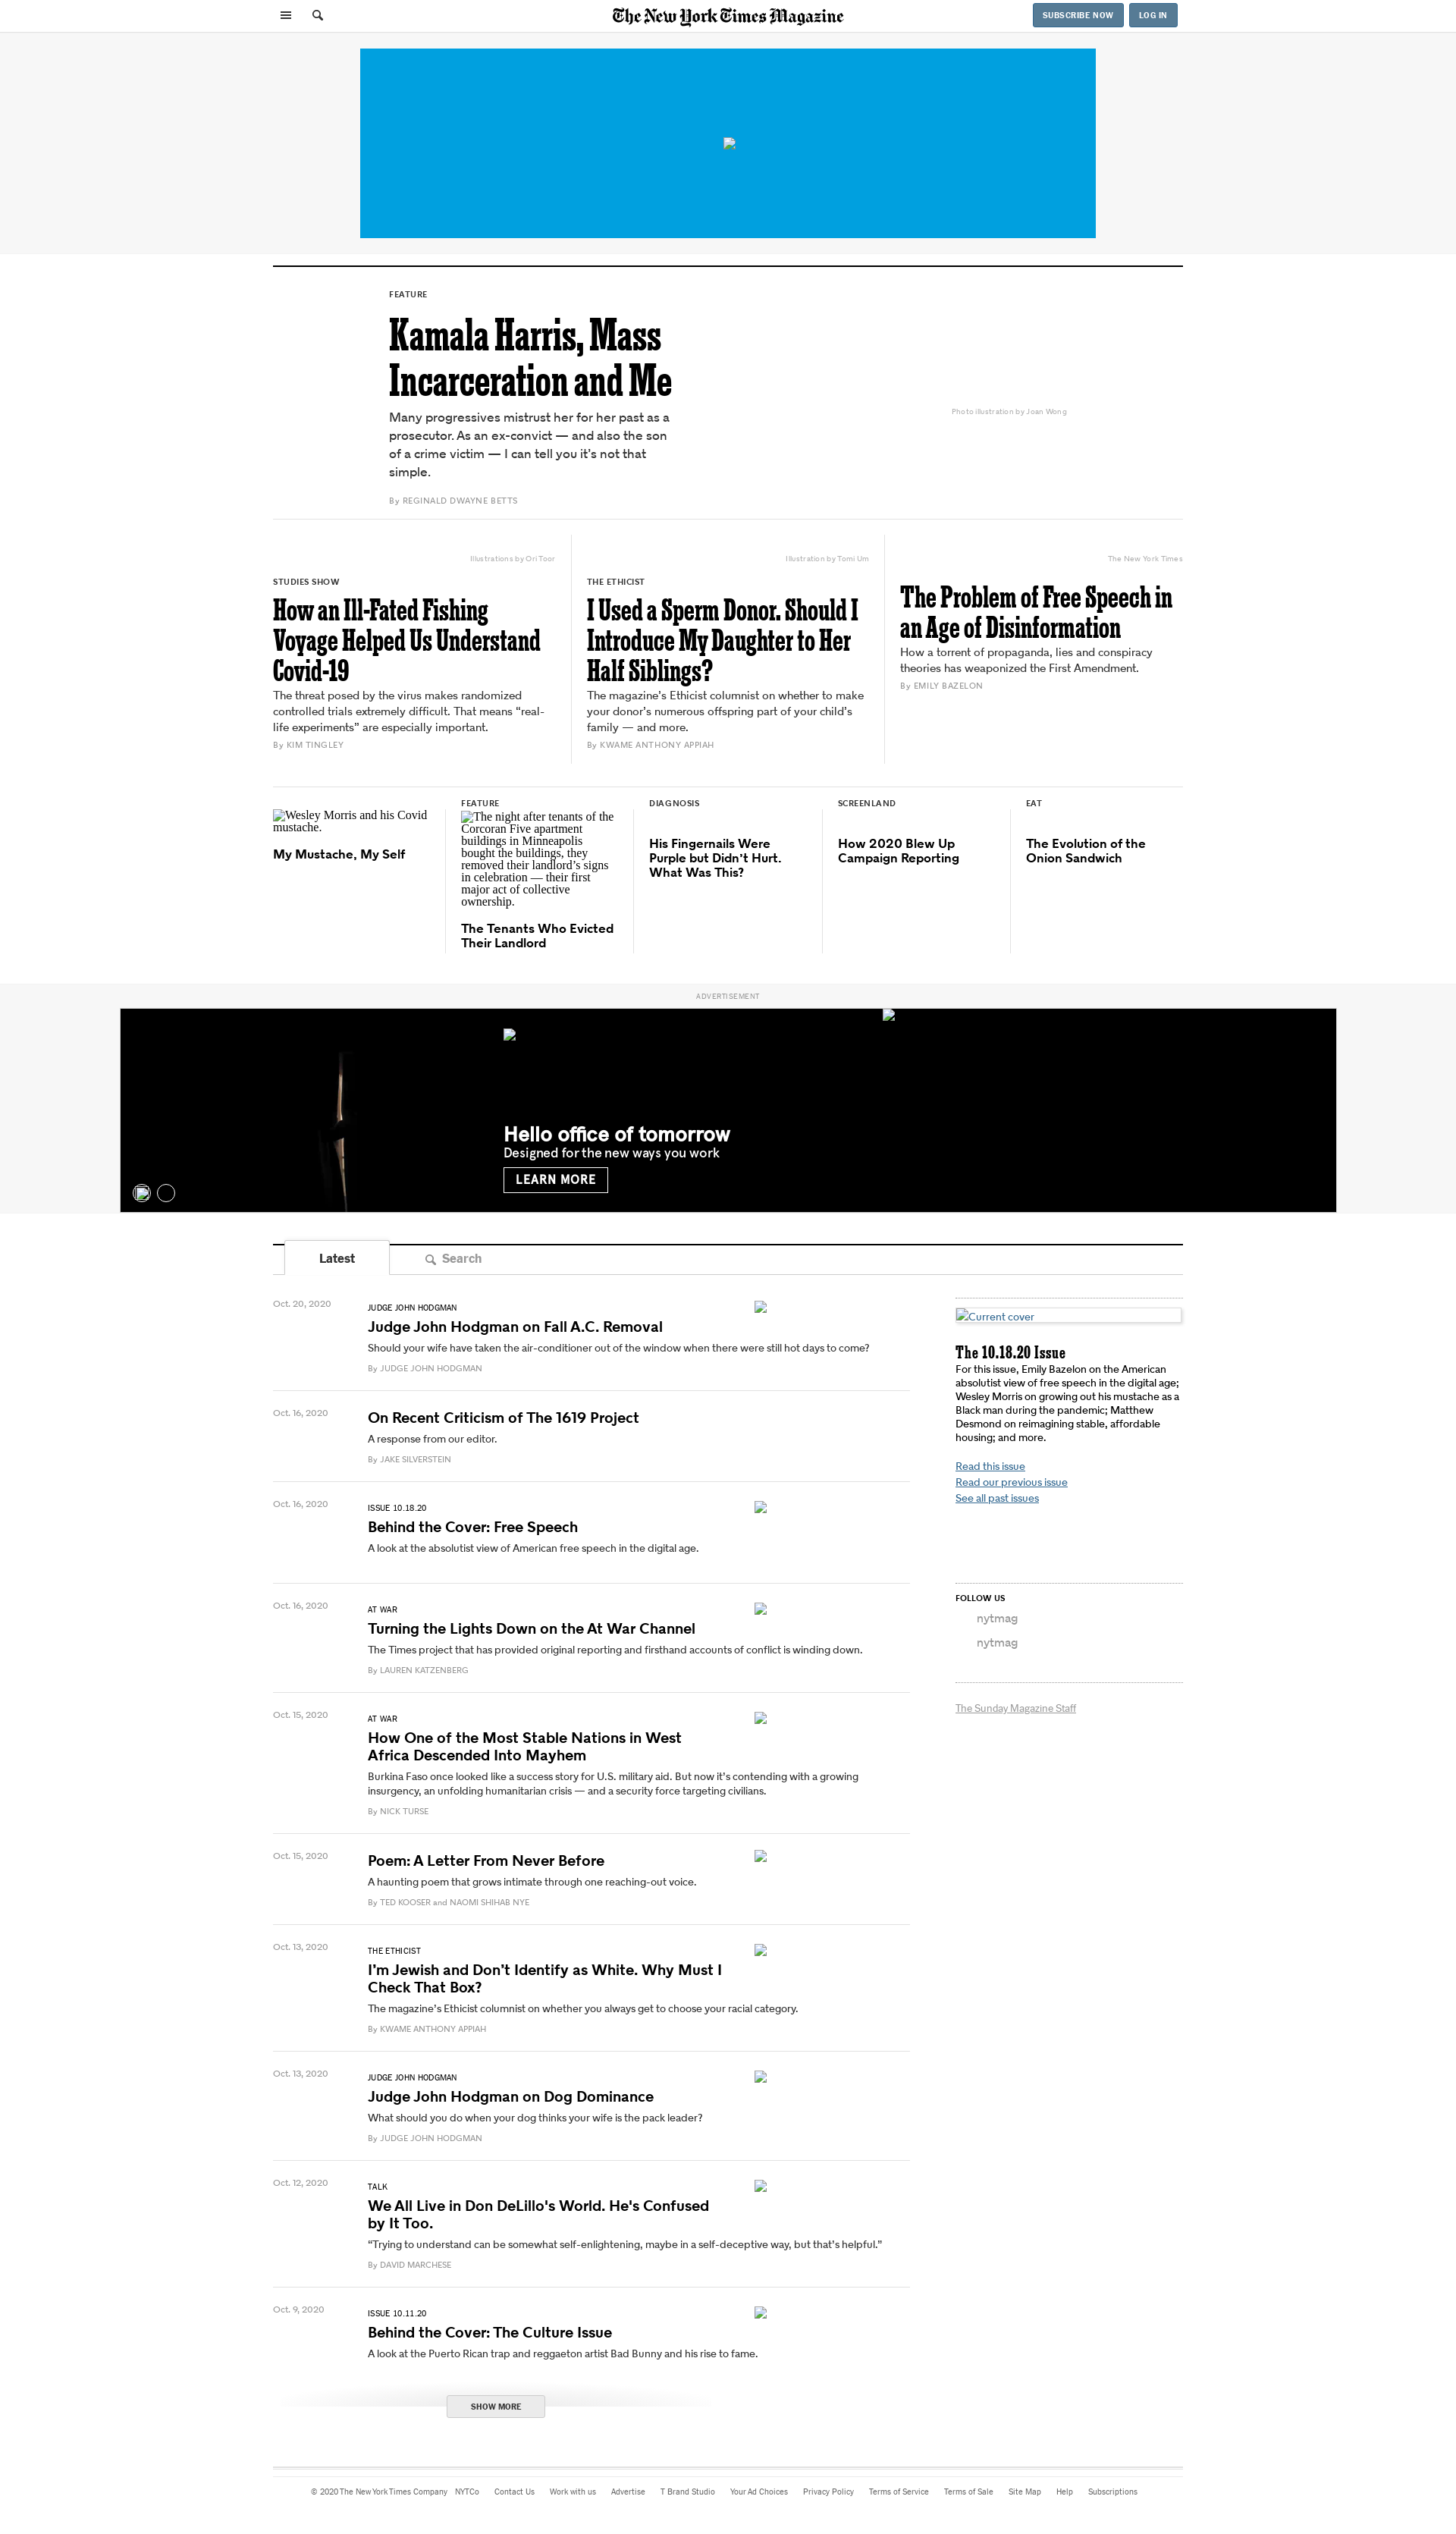 The New York Times Magazine
SUBSCRIBE NOW
LOG IN
FEATURE
Kamala Harris, Mass
Incarceration and Me
Many progressives mistrust her for her past as a
prosecutor. As an ex-convict — and also the son
of a crime victim — I can tell you it’s not that
simple.
By REGINALD DWAYNE BETTS
Photo illustration by Joan Wong
Illustrations by Ori Toor
STUDIES SHOW
How an Ill-Fated Fishing
Voyage Helped Us Understand
Covid-19
The threat posed by the virus makes randomized
controlled trials extremely difficult. That means “real-
life experiments” are especially important.
By KIM TINGLEY
Illustration by Tomi Um
THE ETHICIST
I Used a Sperm Donor. Should I
Introduce My Daughter to Her
Half Siblings?
The magazine’s Ethicist columnist on whether to make
your donor’s numerous offspring part of your child’s
family — and more.
By KWAME ANTHONY APPIAH
The New York Times
The Problem of Free Speech in
an Age of Disinformation
How a torrent of propaganda, lies and conspiracy
theories has weaponized the First Amendment.
By EMILY BAZELON
Wesley Morris and his Covid
mustache.
My Mustache, My Self
FEATURE
The night after tenants of the
Corcoran Five apartment
buildings in Minneapolis
bought the buildings, they
removed their landlord’s signs
in celebration — their first
major act of collective
ownership.
The Tenants Who Evicted
Their Landlord
DIAGNOSIS
His Fingernails Were
Purple but Didn’t Hurt.
What Was This?
SCREENLAND
How 2020 Blew Up
Campaign Reporting
EAT
The Evolution of the
Onion Sandwich
ADVERTISEMENT
Hello office of tomorrow
Designed for the new ways you work
LEARN MORE
Latest
Search
Oct. 20, 2020
JUDGE JOHN HODGMAN
Judge John Hodgman on Fall A.C. Removal
Should your wife have taken the air-conditioner out of the window when there were still hot days to come?
By JUDGE JOHN HODGMAN
Oct. 16, 2020
On Recent Criticism of The 1619 Project
A response from our editor.
By JAKE SILVERSTEIN
Oct. 16, 2020
ISSUE 10.18.20
Behind the Cover: Free Speech
A look at the absolutist view of American free speech in the digital age.
Oct. 16, 2020
AT WAR
Turning the Lights Down on the At War Channel
The Times project that has provided original reporting and firsthand accounts of conflict is winding down.
By LAUREN KATZENBERG
Oct. 15, 2020
AT WAR
How One of the Most Stable Nations in West
Africa Descended Into Mayhem
Burkina Faso once looked like a success story for U.S. military aid. But now it’s contending with a growing
insurgency, an unfolding humanitarian crisis — and a security force targeting civilians.
By NICK TURSE
Oct. 15, 2020
Poem: A Letter From Never Before
A haunting poem that grows intimate through one reaching-out voice.
By TED KOOSER and NAOMI SHIHAB NYE
Oct. 13, 2020
THE ETHICIST
I’m Jewish and Don’t Identify as White. Why Must I
Check That Box?
The magazine’s Ethicist columnist on whether you always get to choose your racial category.
By KWAME ANTHONY APPIAH
Oct. 13, 2020
JUDGE JOHN HODGMAN
Judge John Hodgman on Dog Dominance
What should you do when your dog thinks your wife is the pack leader?
By JUDGE JOHN HODGMAN
Oct. 12, 2020
TALK
We All Live in Don DeLillo's World. He's Confused
by It Too.
“Trying to understand can be somewhat self-enlightening, maybe in a self-deceptive way, but that’s helpful.”
By DAVID MARCHESE
Oct. 9, 2020
ISSUE 10.11.20
Behind the Cover: The Culture Issue
A look at the Puerto Rican trap and reggaeton artist Bad Bunny and his rise to fame.
SHOW MORE
Current cover
The 10.18.20 Issue
For this issue, Emily Bazelon on the American
absolutist view of free speech in the digital age;
Wesley Morris on growing out his mustache as a
Black man during the pandemic; Matthew
Desmond on reimagining stable, affordable
housing; and more.
Read this issue
Read our previous issue
See all past issues
FOLLOW US
nytmag
nytmag
The Sunday Magazine Staff
© 2020 The New York Times Company NYTCo Contact Us Work with us Advertise T Brand Studio Your Ad Choices Privacy Policy Terms of Service Terms of Sale Site Map Help Subscriptions